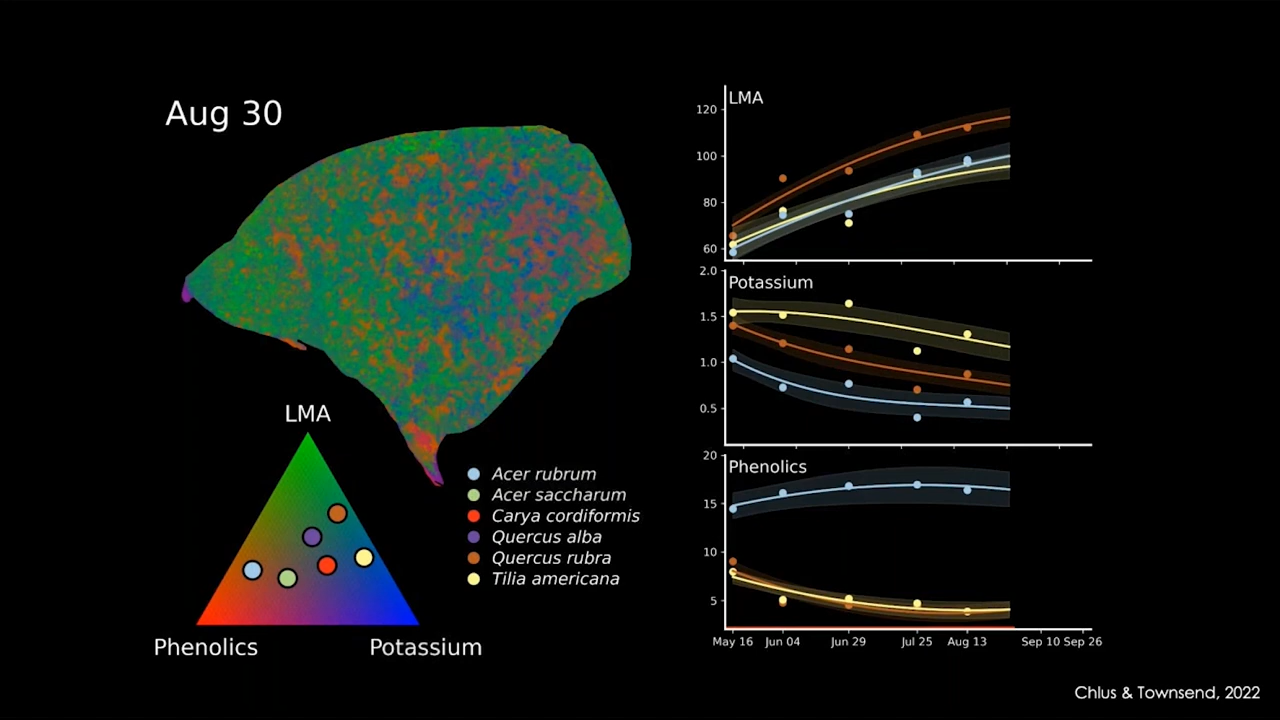 Aug 30
LMA
Phenolics
Potassium
Acer rubrum
Acer saccharum
Carya cordiformis
Quercus alba
Quercus rubra
Tilia americana
LMA
120
100
80
60
Potassium
2.0
1.5
1.0
0.5
Phenolics
20
15
10
5
May 16 Jun 04 Jun 29 Jul 25 Aug 13 Sep 10 Sep 26
Chlus & Townsend, 2022